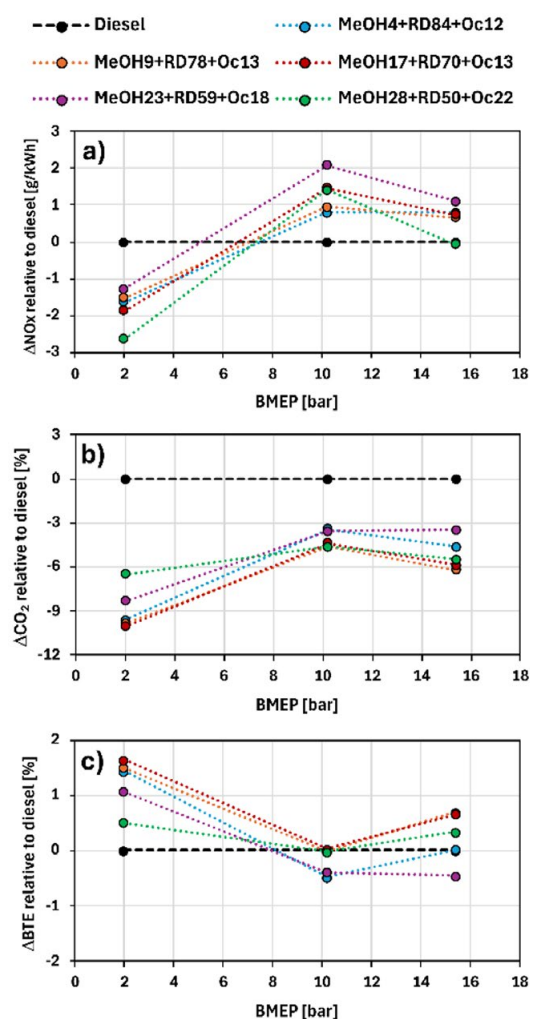 Diesel MeOH4+RD84+Oc12
MeOH9+RD78+Oc13 MeOH17+RD70+Oc13
MeOH23+RD59+Oc18 MeOH28+RD50+Oc22
a)
ΔNOx relative to diesel [g/kWh]
3
2
1
0
-1
-2
-3
0 2 4 6 8 10 12 14 16 18
BMEP [bar]
b)
ΔCO₂ relative to diesel [%]
3
0
-3
-6
-9
-12
0 2 4 6 8 10 12 14 16 18
BMEP [bar]
c)
ΔBTE relative to diesel [%]
2
1
0
-1
-2
0 2 4 6 8 10 12 14 16 18
BMEP [bar]